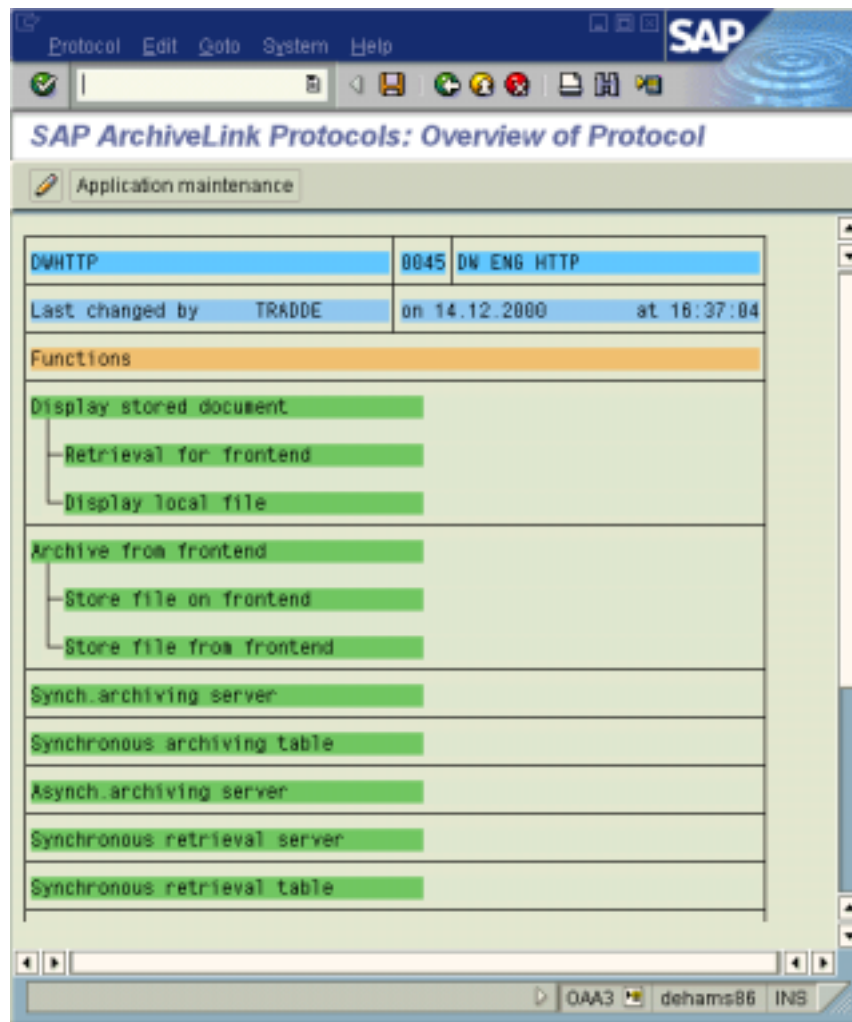 Protocol Edit Goto System Help
SAP
SAP ArchiveLink Protocols: Overview of Protocol
Application maintenance
DWHTTP 0045 DW ENG HTTP
Last changed by TRADDE on 14.12.2000 at 16:37:04
Functions
Display stored document
Retrieval for frontend
Display local file
Archive from frontend
Store file on frontend
Store file from frontend
Synch.archiving server
Synchronous archiving table
Asynch.archiving server
Synchronous retrieval server
Synchronous retrieval table
OAA3 dehams86 INS